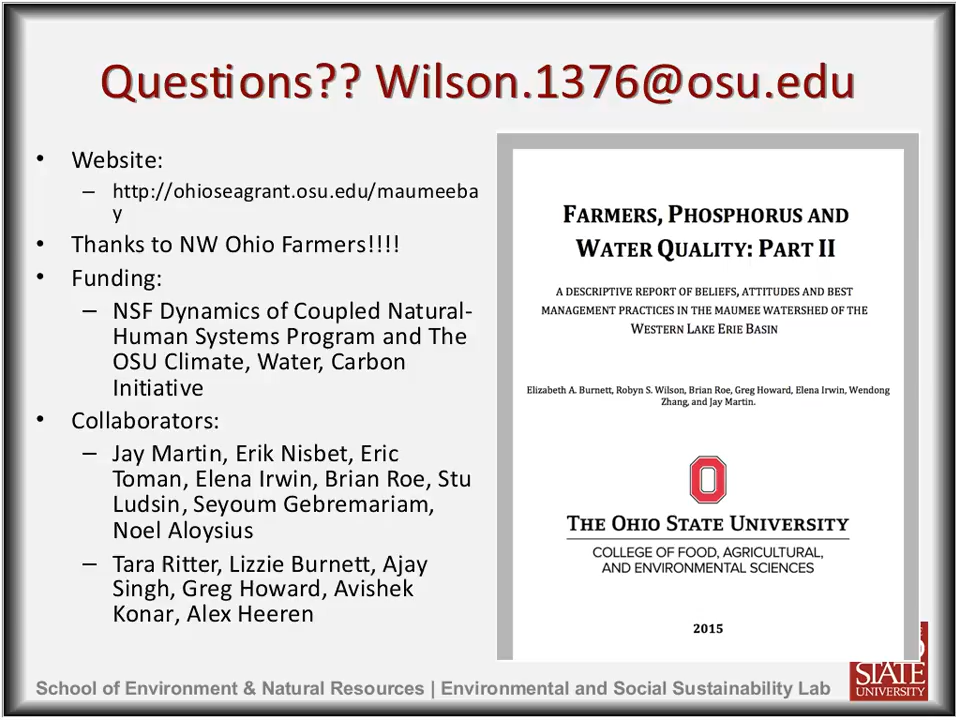 Questions?? Wilson.1376@osu.edu
• Website:
– http://ohioseagrant.osu.edu/maumeeba
y
• Thanks to NW Ohio Farmers!!!!
• Funding:
– NSF Dynamics of Coupled Natural-
Human Systems Program and The
OSU Climate, Water, Carbon
Initiative
• Collaborators:
– Jay Martin, Erik Nisbet, Eric
Toman, Elena Irwin, Brian Roe, Stu
Ludsin, Seyoum Gebremariam,
Noel Aloysius
– Tara Ritter, Lizzie Burnett, Ajay
Singh, Greg Howard, Avishek
Konar, Alex Heeren
FARMERS, PHOSPHORUS AND
WATER QUALITY: PART II
A DESCRIPTIVE REPORT OF BELIEFS, ATTITUDES AND BEST
MANAGEMENT PRACTICES IN THE MAUMEE WATERSHED OF THE
WESTERN LAKE ERIE BASIN
Elizabeth A. Burnett, Robyn S. Wilson, Brian Roe, Greg Howard, Elena Irwin, Wendong
Zhang, and Jay Martin.
THE OHIO STATE UNIVERSITY
COLLEGE OF FOOD, AGRICULTURAL,
AND ENVIRONMENTAL SCIENCES
2015
School of Environment & Natural Resources | Environmental and Social Sustainability Lab
STATE
UNIVERSITY